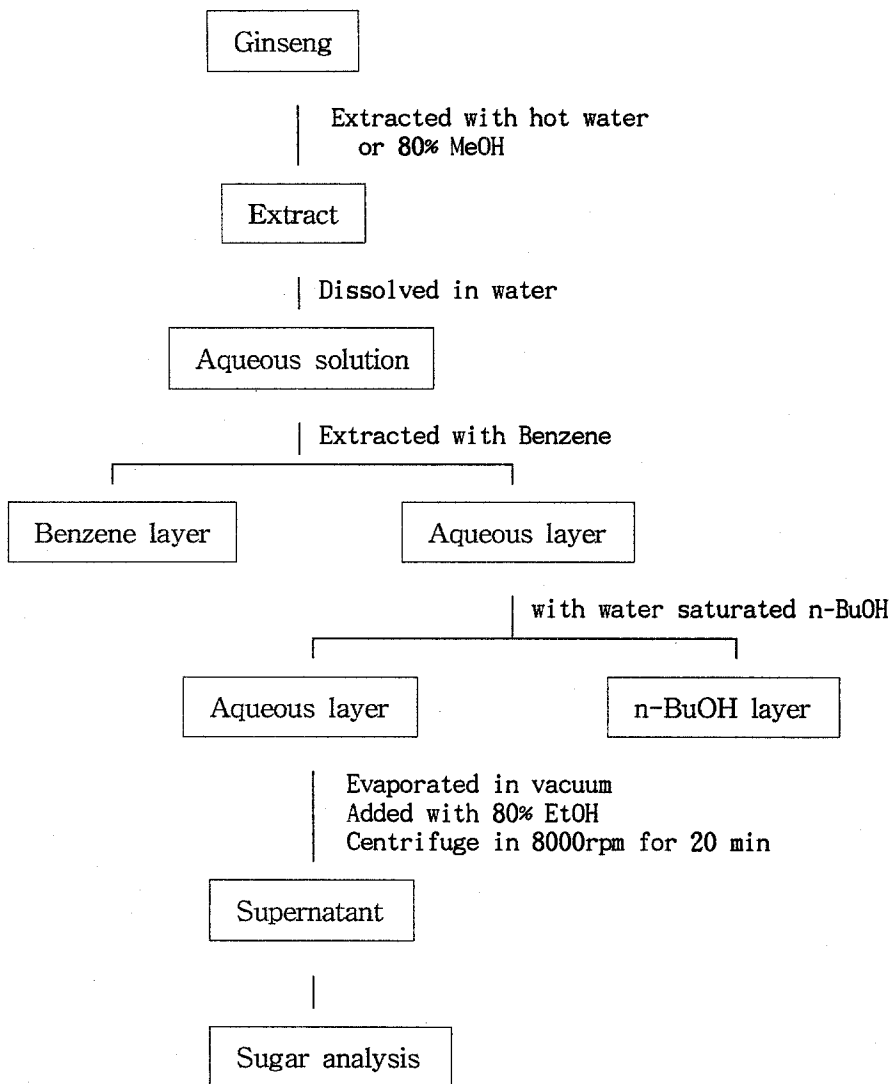 Ginseng
Extracted with hot water
or 80% MeOH
Extract
Dissolved in water
Aqueous solution
Extracted with Benzene
Benzene layer
Aqueous layer
with water saturated n-BuOH
Aqueous layer
n-BuOH layer
Evaporated in vacuum
Added with 80% EtOH
Centrifuge in 8000rpm for 20 min
Supernatant
Sugar analysis